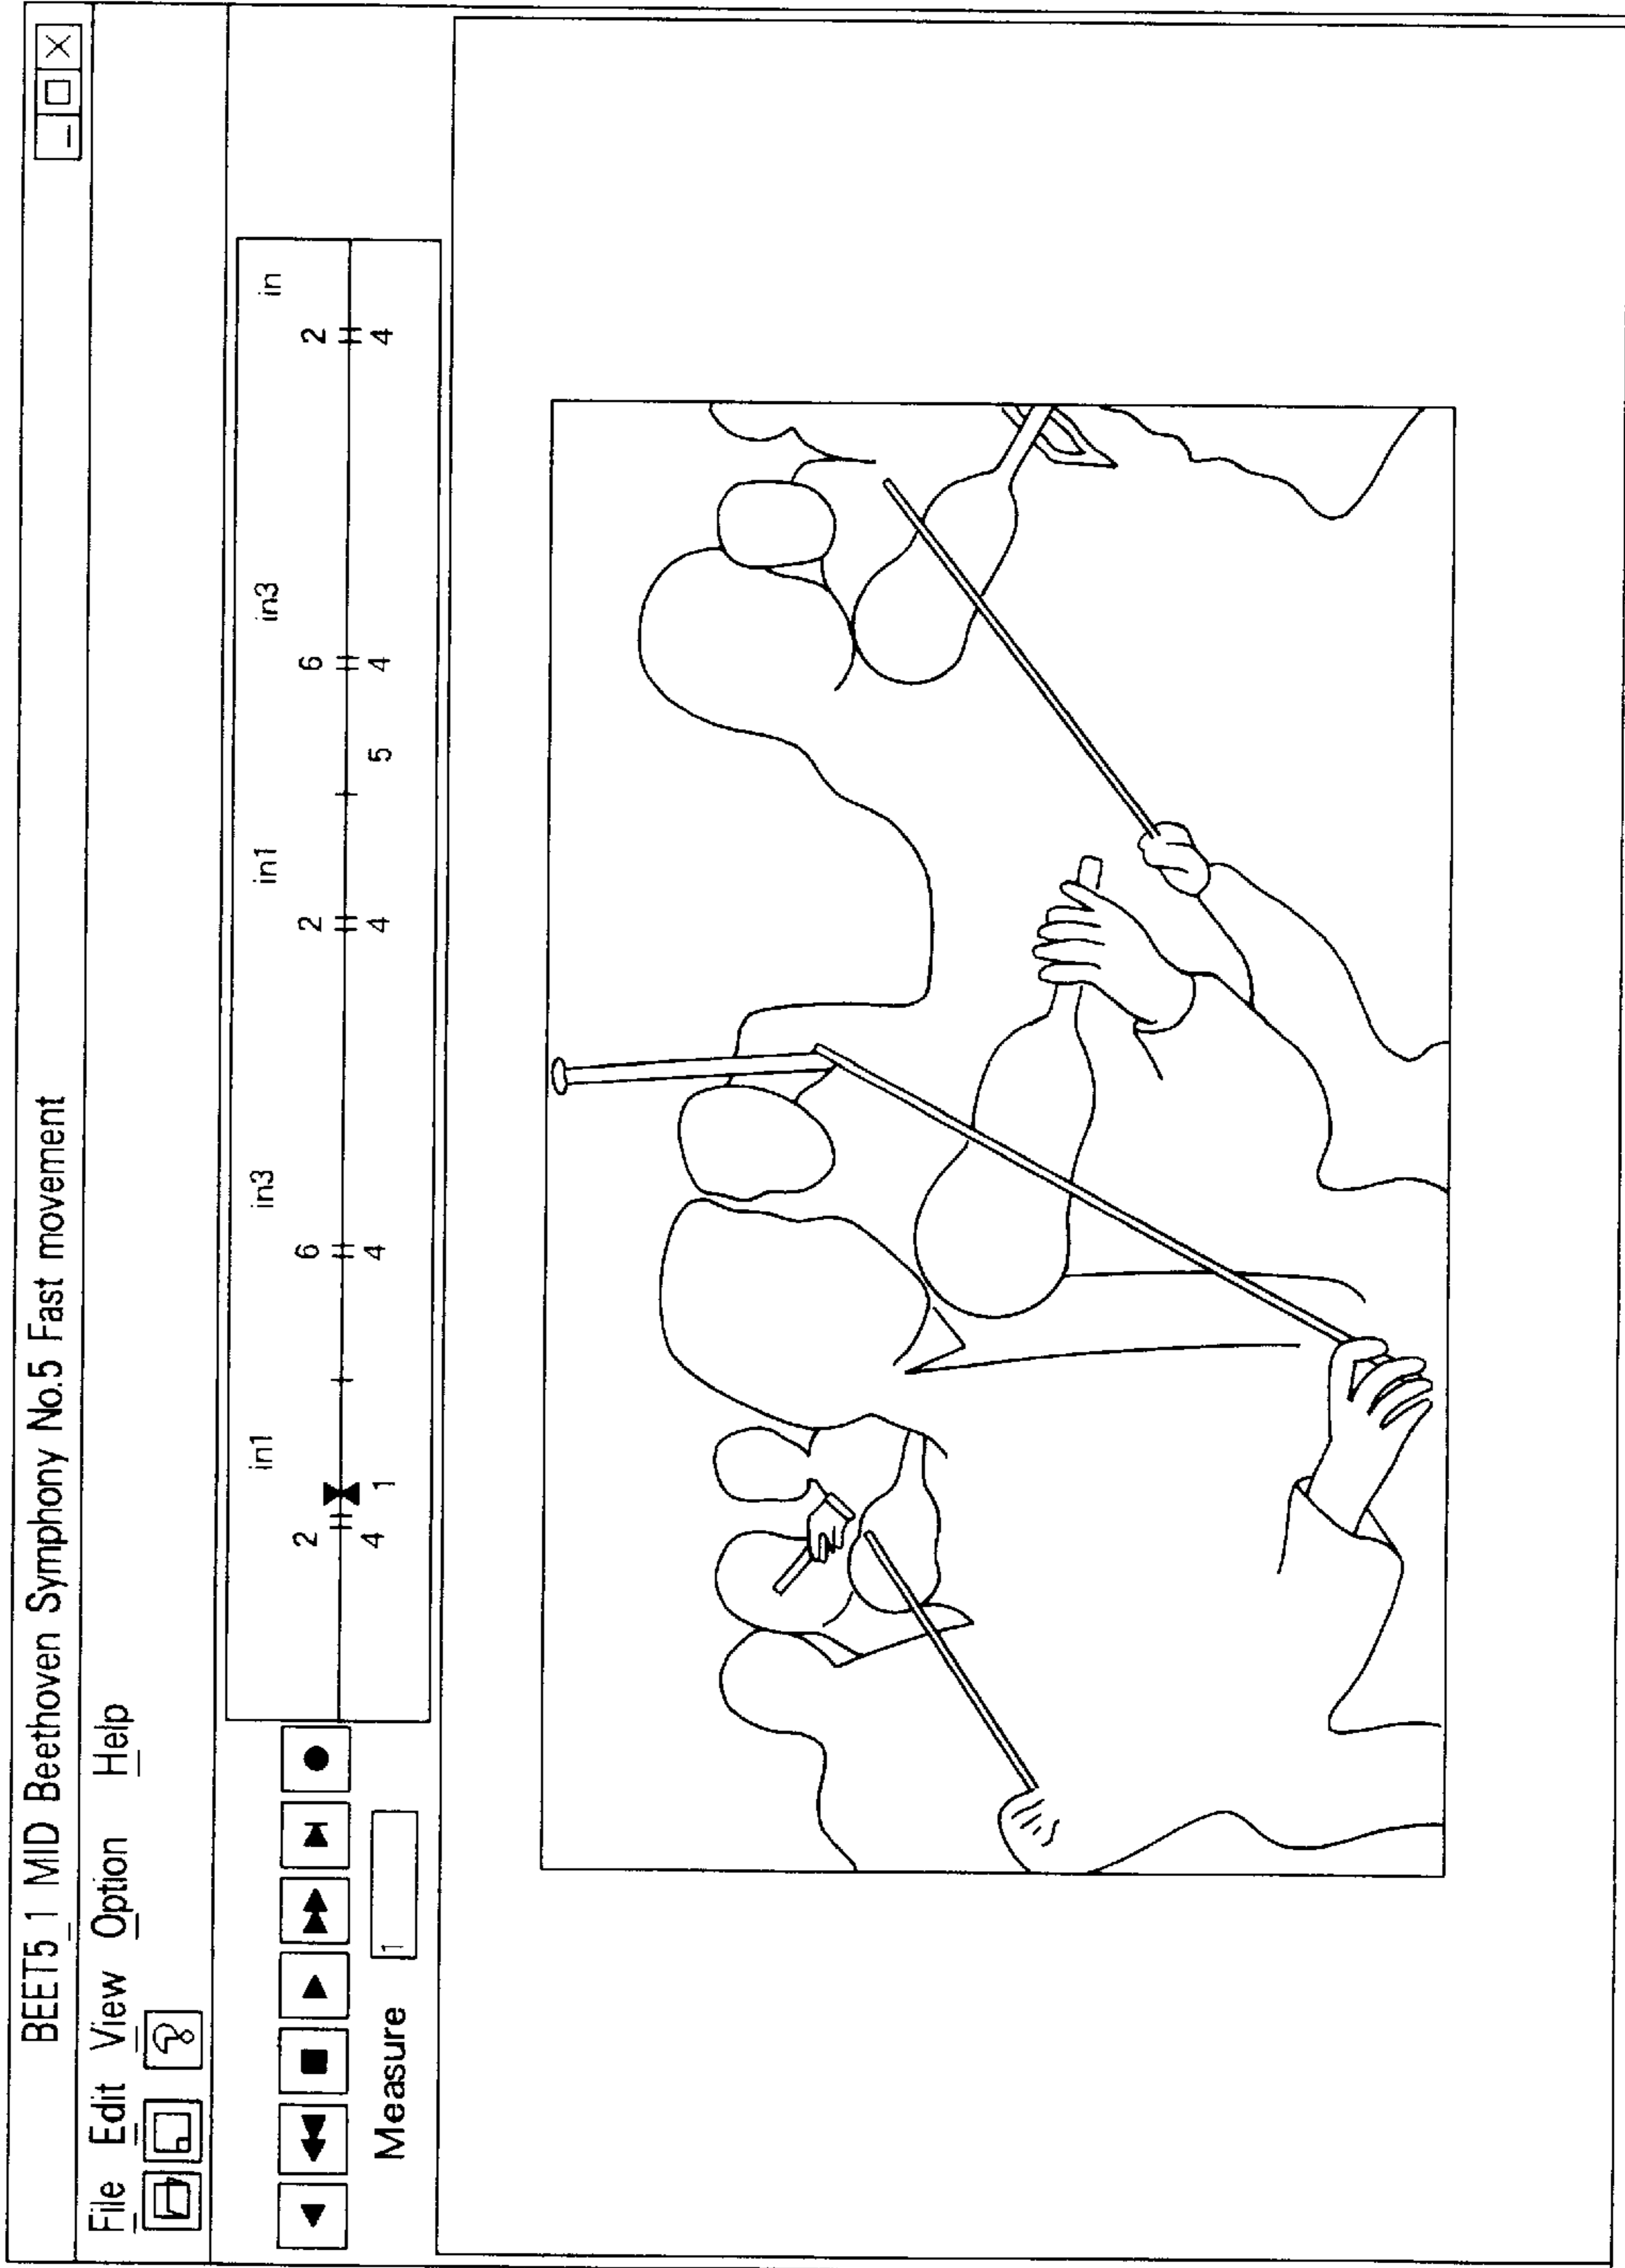 BEET5_1 MID Beethoven Symphony No.5 Fast movement
File Edit View Option Help
in1 in3 in1 in3 in
2 6 2 6 2
4 1 4 4 5 4 4
Measure 1